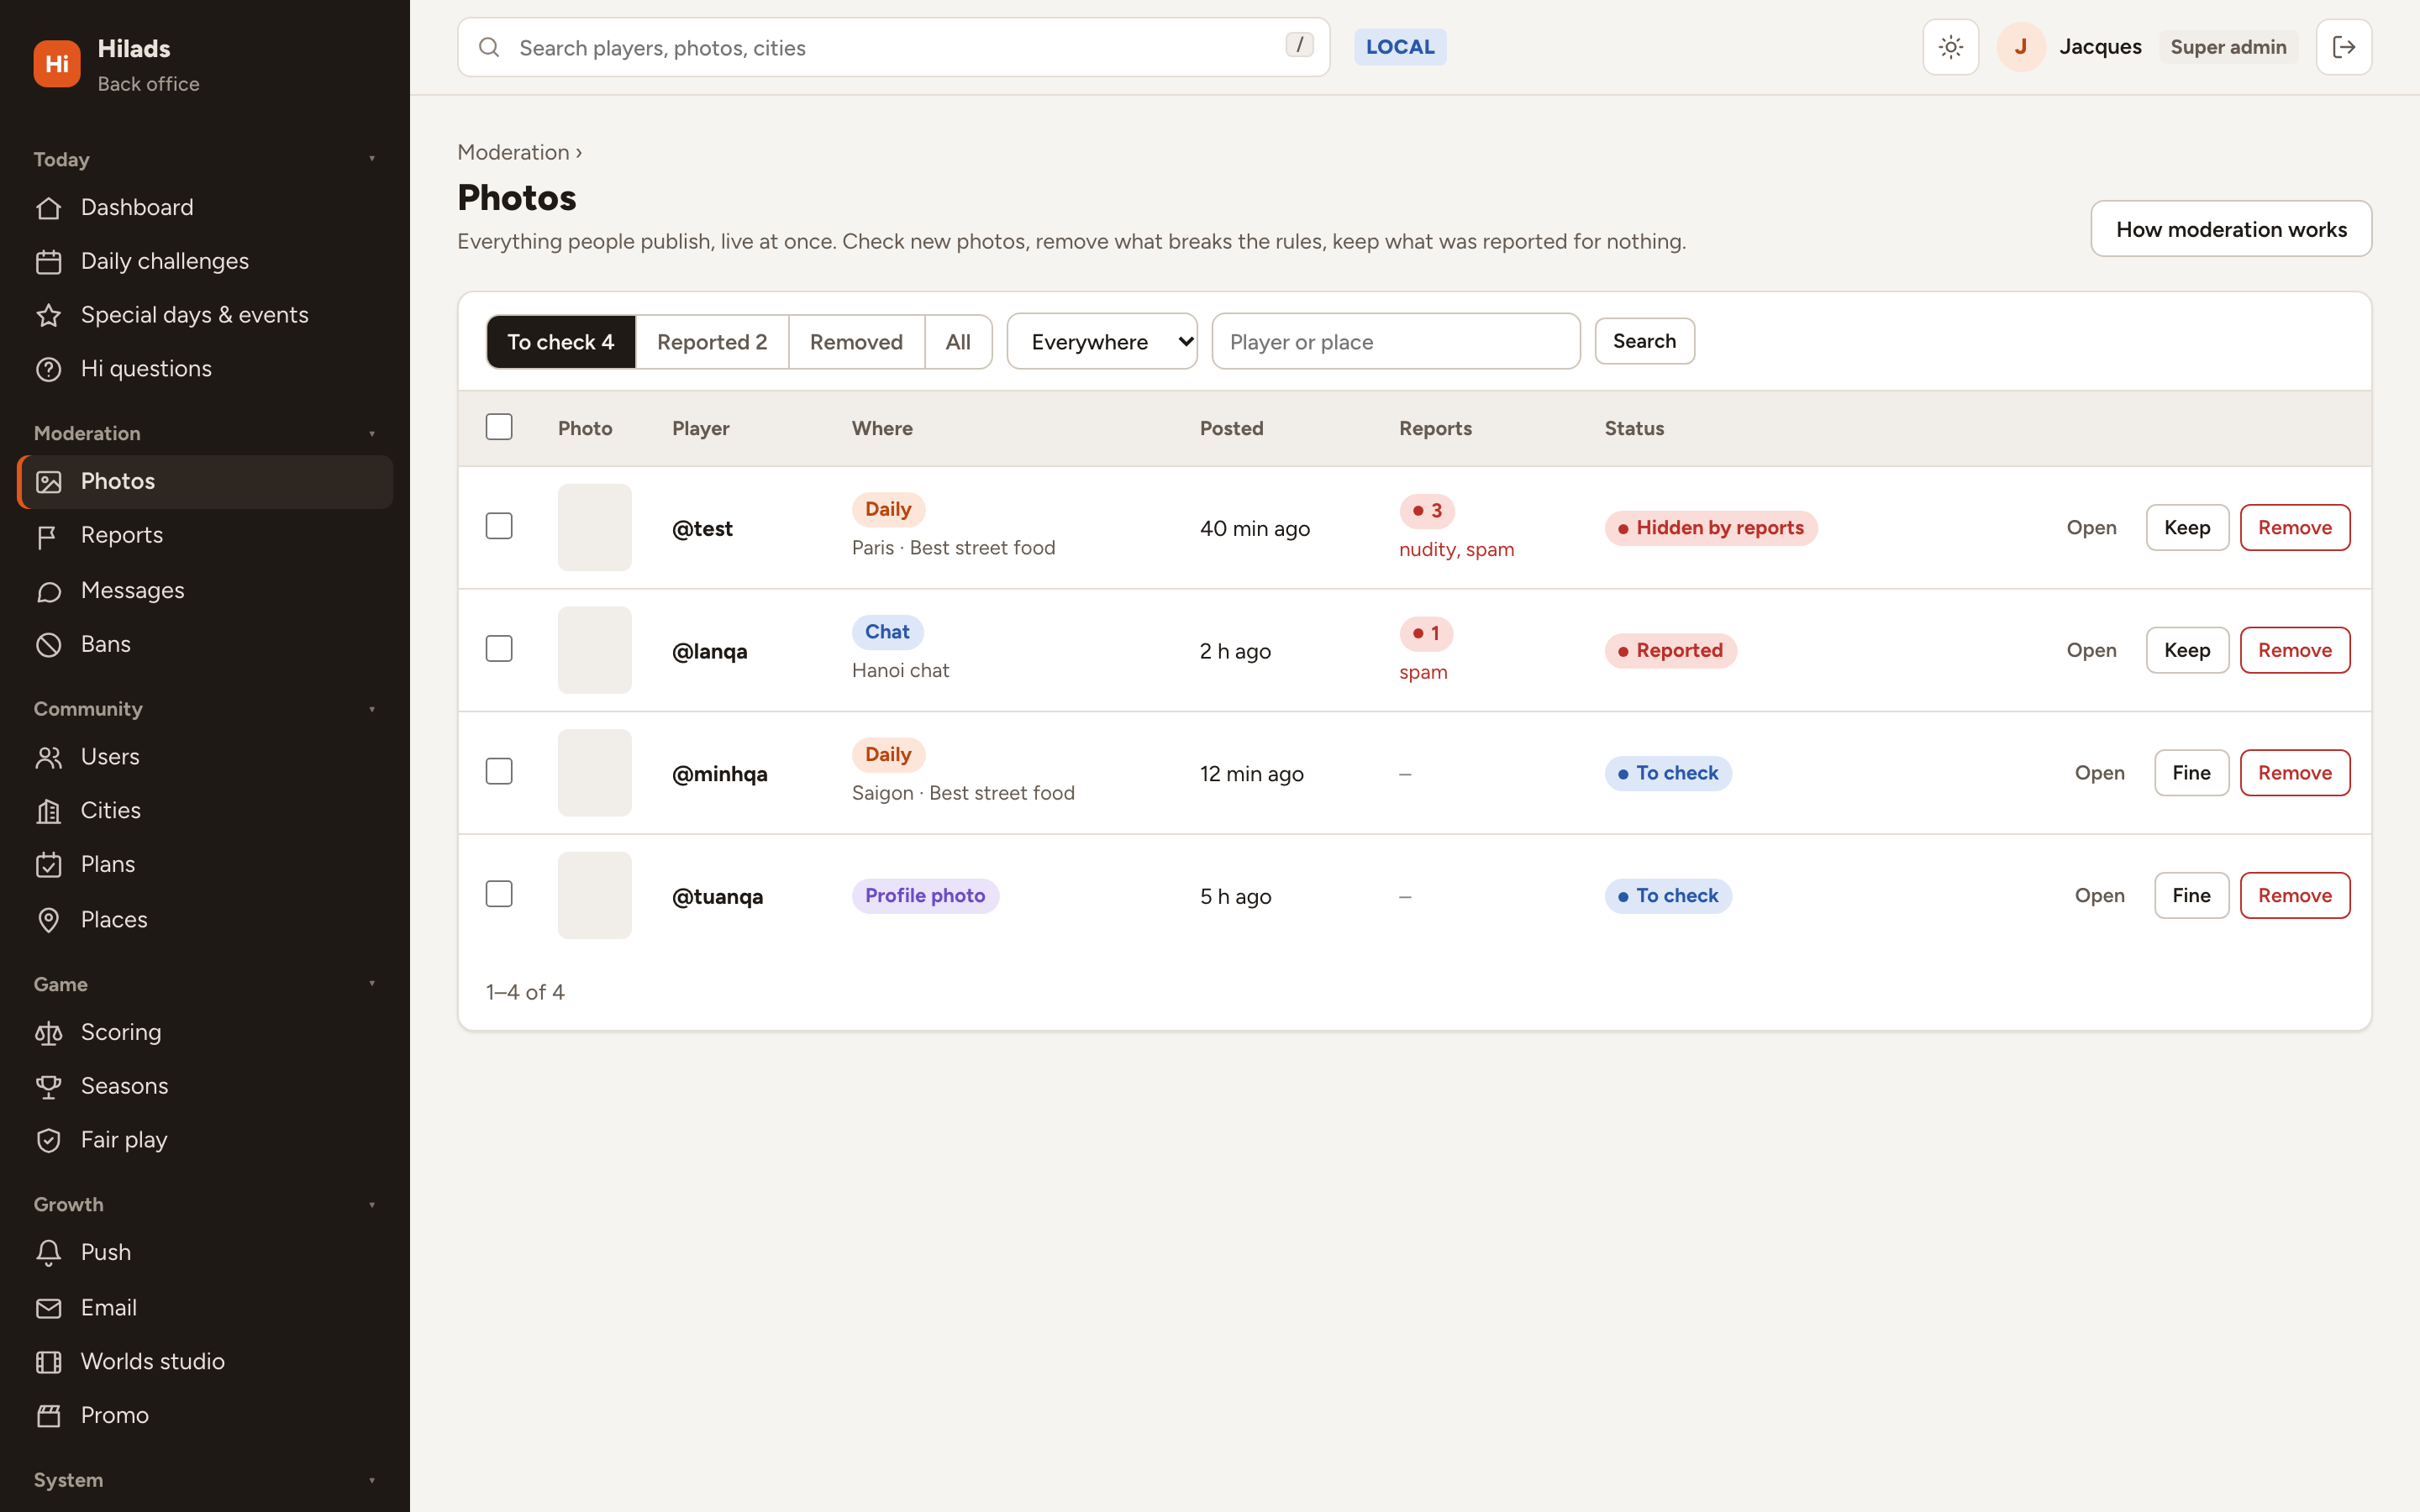 Hi
Hilads
Back office
Today
Dashboard
Daily challenges
Special days & events
Hi questions
Moderation
Photos
Reports
Messages
Bans
Community
Users
Cities
Plans
Places
Game
Scoring
Seasons
Fair play
Growth
Push
Email
Worlds studio
Promo
System
Search players, photos, cities /
LOCAL
J Jacques Super admin
Moderation ›
Photos
Everything people publish, live at once. Check new photos, remove what breaks the rules, keep what was reported for nothing.
How moderation works
To check 4 Reported 2 Removed All Everywhere Player or place Search
Photo Player Where Posted Reports Status
@test Daily 40 min ago 3 Hidden by reports Open Keep Remove
Paris · Best street food nudity, spam
@lanqa Chat 2 h ago 1 Reported Open Keep Remove
Hanoi chat spam
@minhqa Daily 12 min ago – To check Open Fine Remove
Saigon · Best street food
@tuanqa Profile photo 5 h ago – To check Open Fine Remove
1–4 of 4